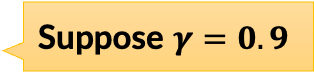 Suppose 𝜸 = 𝟎. 𝟗